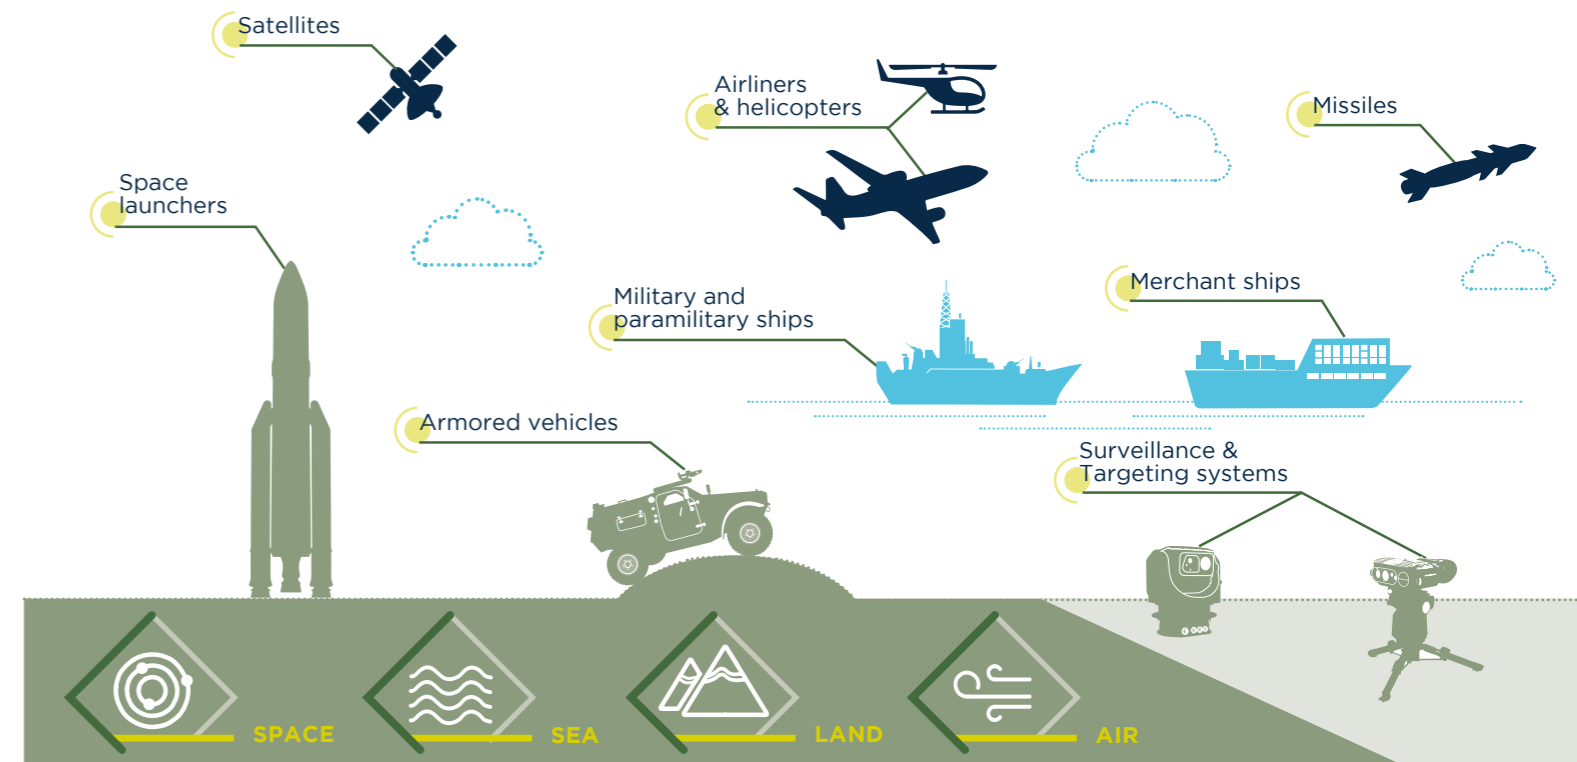 Satellites
Airliners
& helicopters
Missiles
Space
launchers
Military and
paramilitary ships
Merchant ships
Armored vehicles
Surveillance &
Targeting systems
SPACE
SEA
LAND
AIR